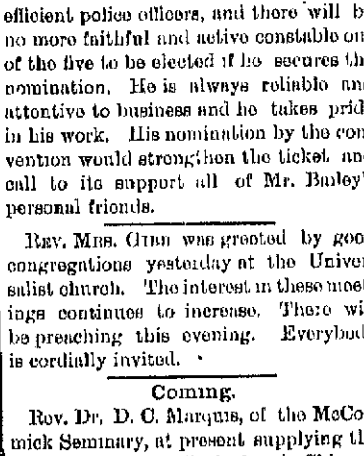 efficient police officers, and there will b
no more faithful and active constable on
of the five to be elected if he secures th
nomination. He is always reliable an
attentive to business and he takes prid
in his work. His nomination by the con
vention would strengthen the ticket an
call to its support all of Mr. Bailey'
personal friends.
REV. MRS. was greeted by goo
congregations yesterday at the Univer
salist church. The interest in these meet
ings continues to increase. There wi
be preaching this evening. Everybod
is cordially invited.
Coming.
Rev. Dr. D. C. Marquis, of the McCo
mick Seminary, at present supplying th